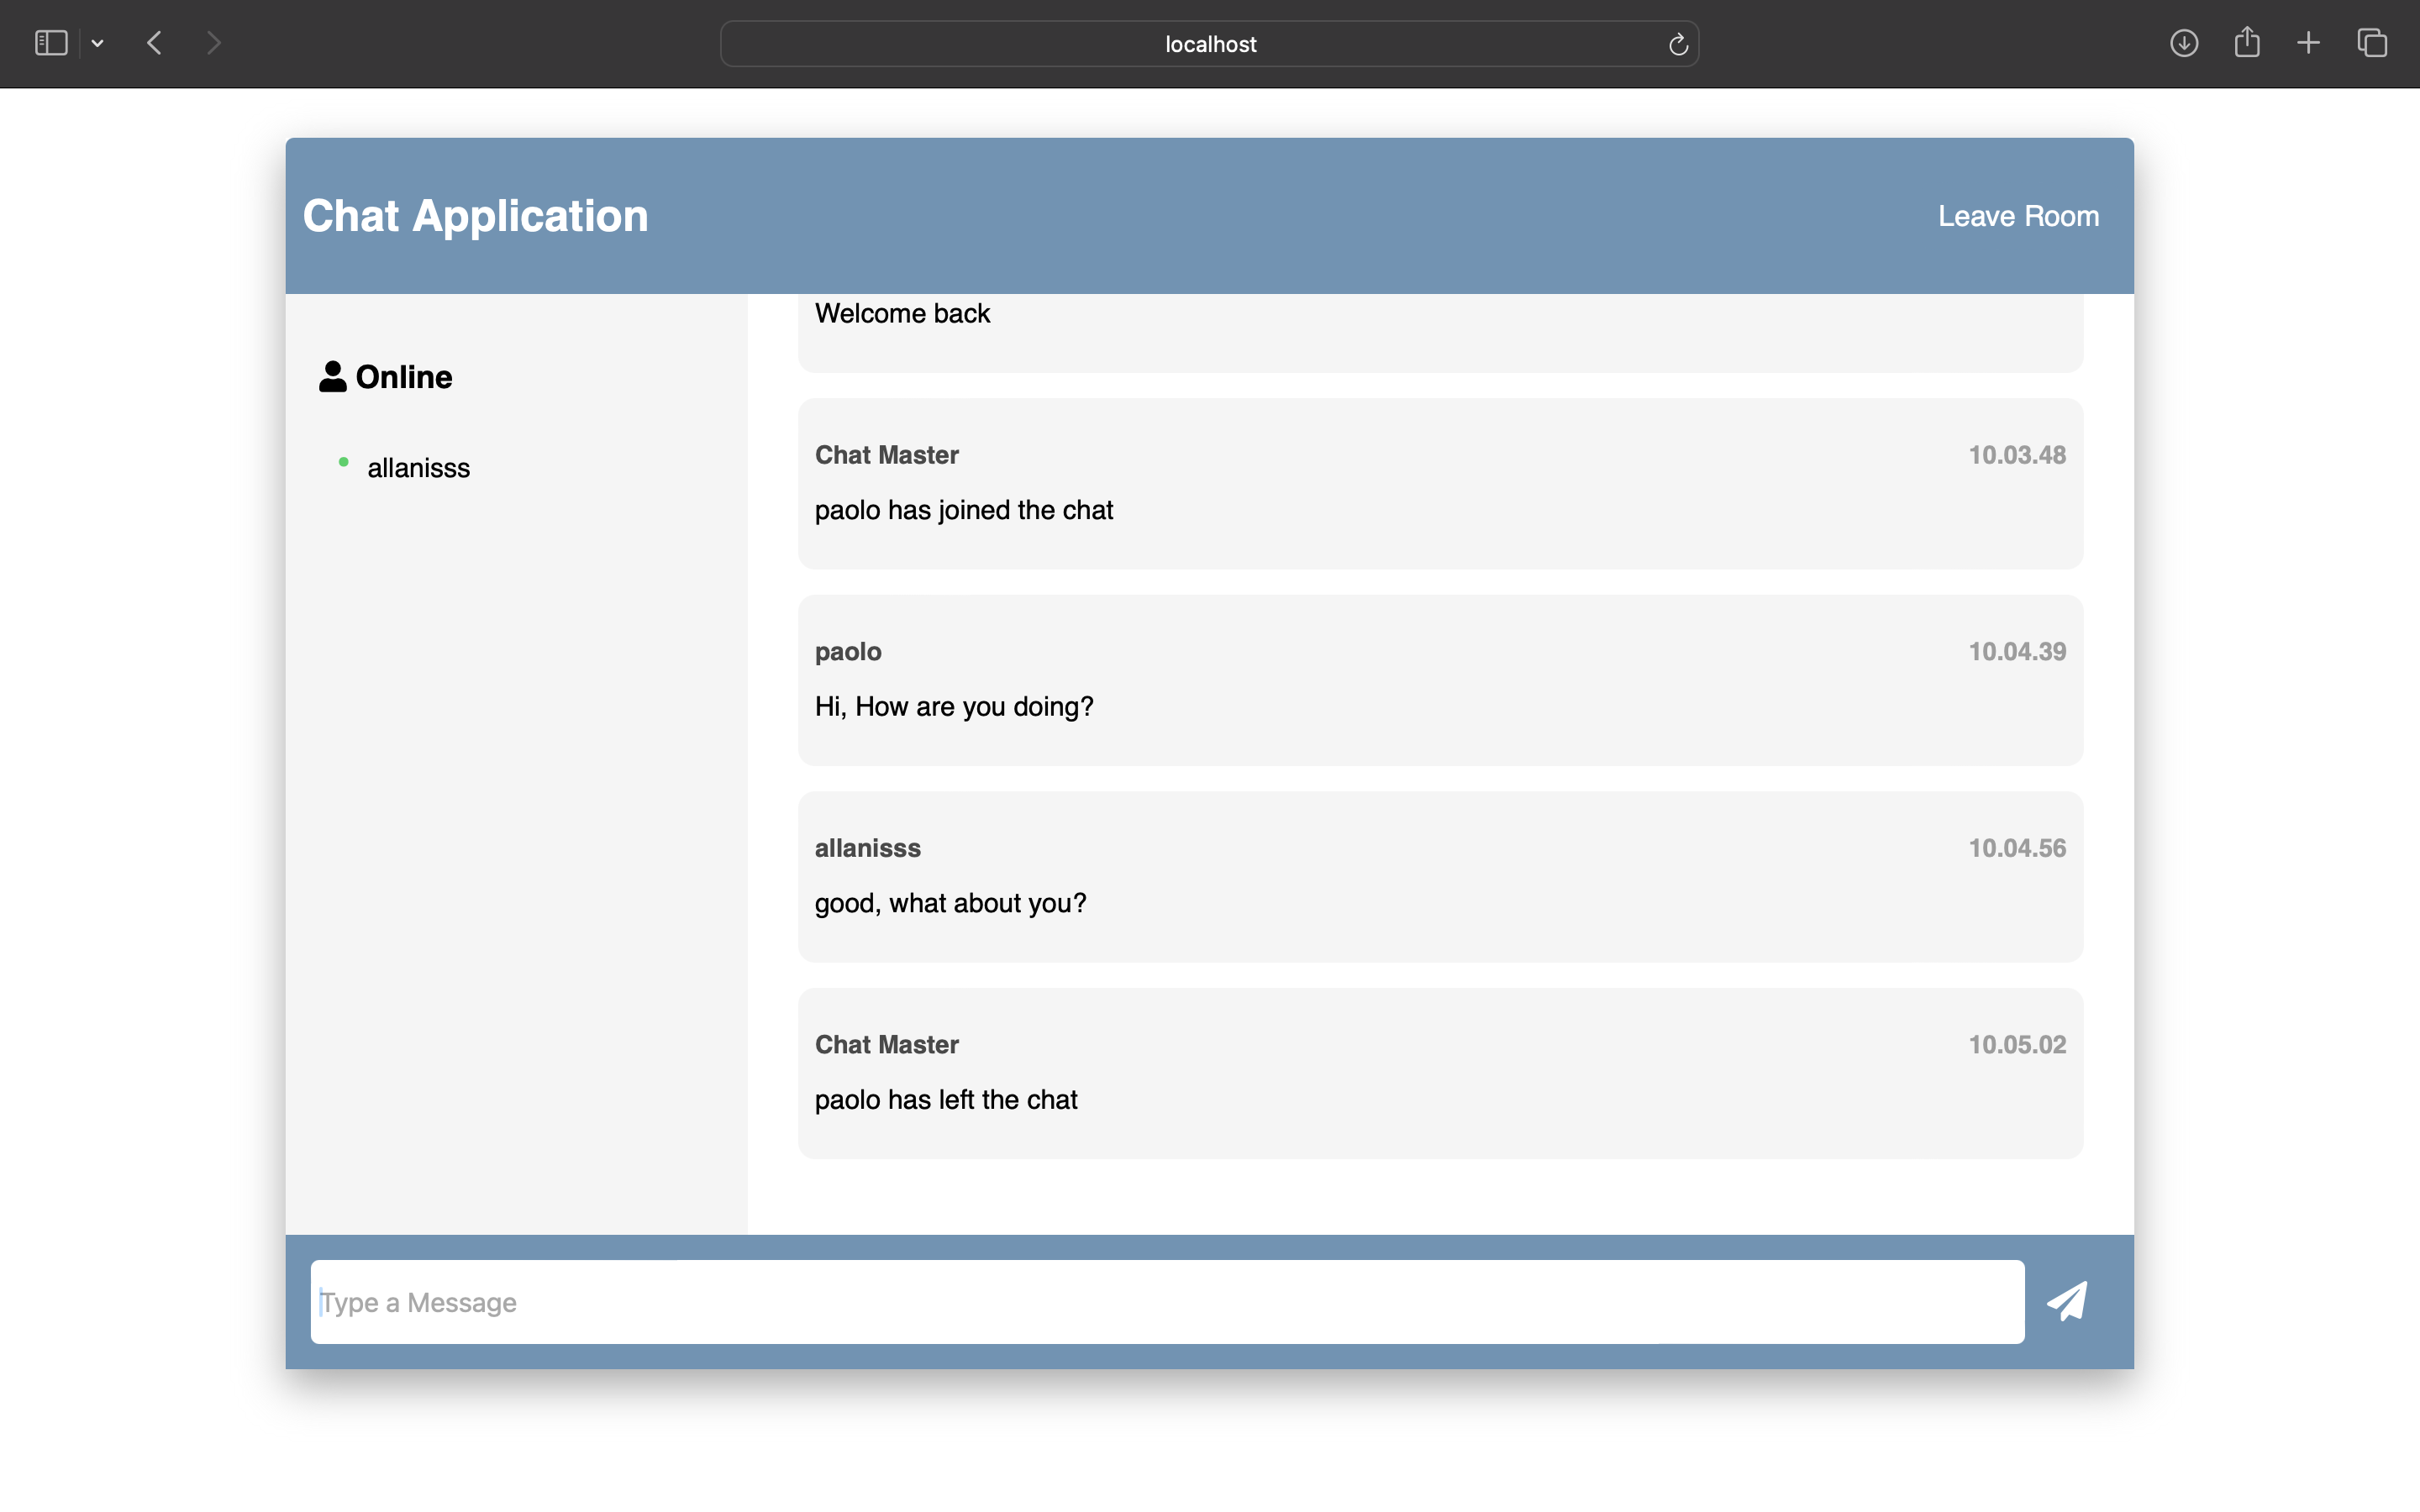 localhost
Chat Application
Leave Room
Online
allanisss
Welcome back
Chat Master
10.03.48
paolo has joined the chat
paolo
10.04.39
Hi, How are you doing?
allanisss
10.04.56
good, what about you?
Chat Master
10.05.02
paolo has left the chat
Type a Message